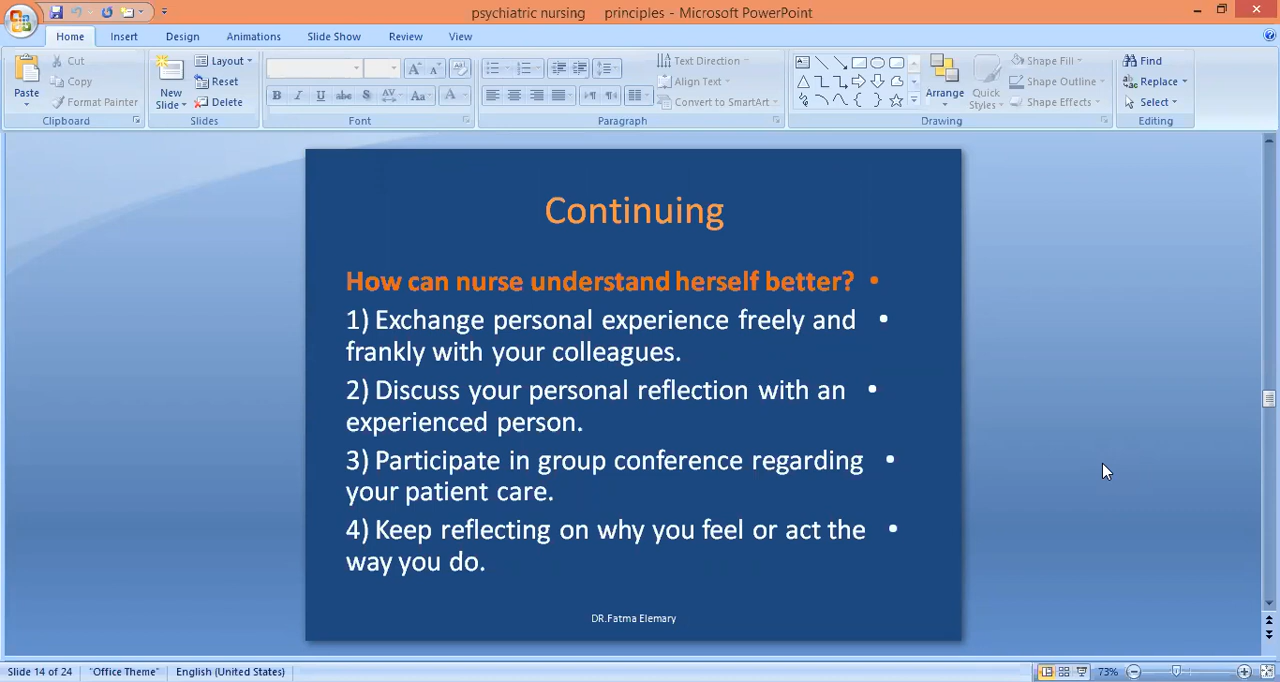 psychiatric nursing principles - Microsoft PowerPoint
Home Insert Design Animations Slide Show Review View
Paste
Cut
Copy
Format Painter
Clipboard
New Slide
Layout
Reset
Delete
Slides
B I U abc S AV Aa A
Font
Text Direction
Align Text
Convert to SmartArt
Paragraph
Arrange
Quick Styles
Shape Fill
Shape Outline
Shape Effects
Drawing
Find
Replace
Select
Editing
Continuing
How can nurse understand herself better? •
1) Exchange personal experience freely and •
frankly with your colleagues.
2) Discuss your personal reflection with an •
experienced person.
3) Participate in group conference regarding •
your patient care.
4) Keep reflecting on why you feel or act the •
way you do.
DR.Fatma Elemary
Slide 14 of 24 "Office Theme" English (United States) 73%